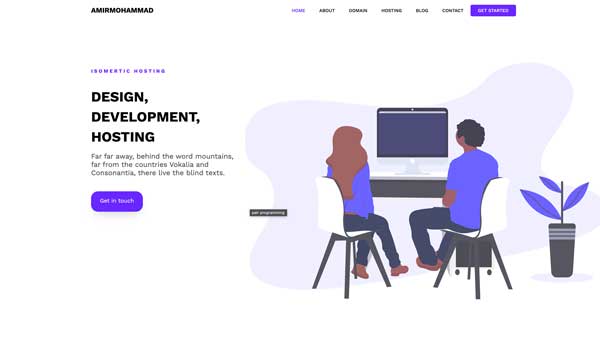 AMIRMOHAMMAD
HOME ABOUT DOMAIN HOSTING BLOG CONTACT GET STARTED
ISOMERTIC HOSTING
DESIGN,
DEVELOPMENT,
HOSTING
Far far away, behind the word mountains,
far from the countries Vokalia and
Consonantia, there live the blind texts.
Get in touch
pair programming